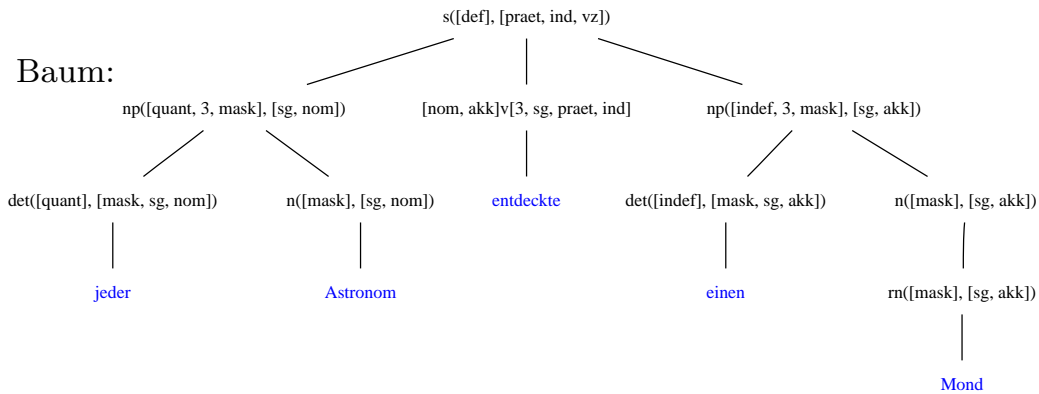 s([def], [praet, ind, vz])
Baum:
np([quant, 3, mask], [sg, nom]) [nom, akk]v[3, sg, praet, ind] np([indef, 3, mask], [sg, akk])
det([quant], [mask, sg, nom]) n([mask], [sg, nom]) entdeckte det([indef], [mask, sg, akk]) n([mask], [sg, akk])
jeder Astronom einen rn([mask], [sg, akk])
Mond